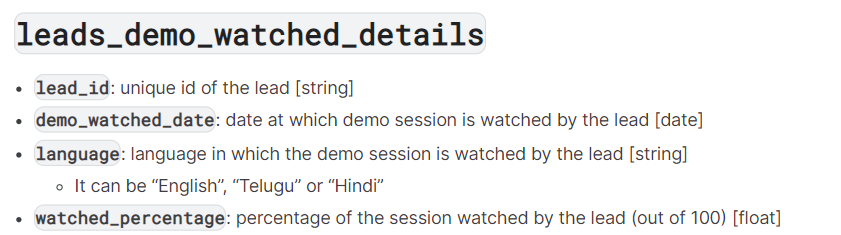 leads_demo_watched_details
• lead_id: unique id of the lead [string]
• demo_watched_date: date at which demo session is watched by the lead [date]
• language: language in which the demo session is watched by the lead [string]
◦ It can be “English”, “Telugu” or “Hindi”
• watched_percentage: percentage of the session watched by the lead (out of 100) [float]